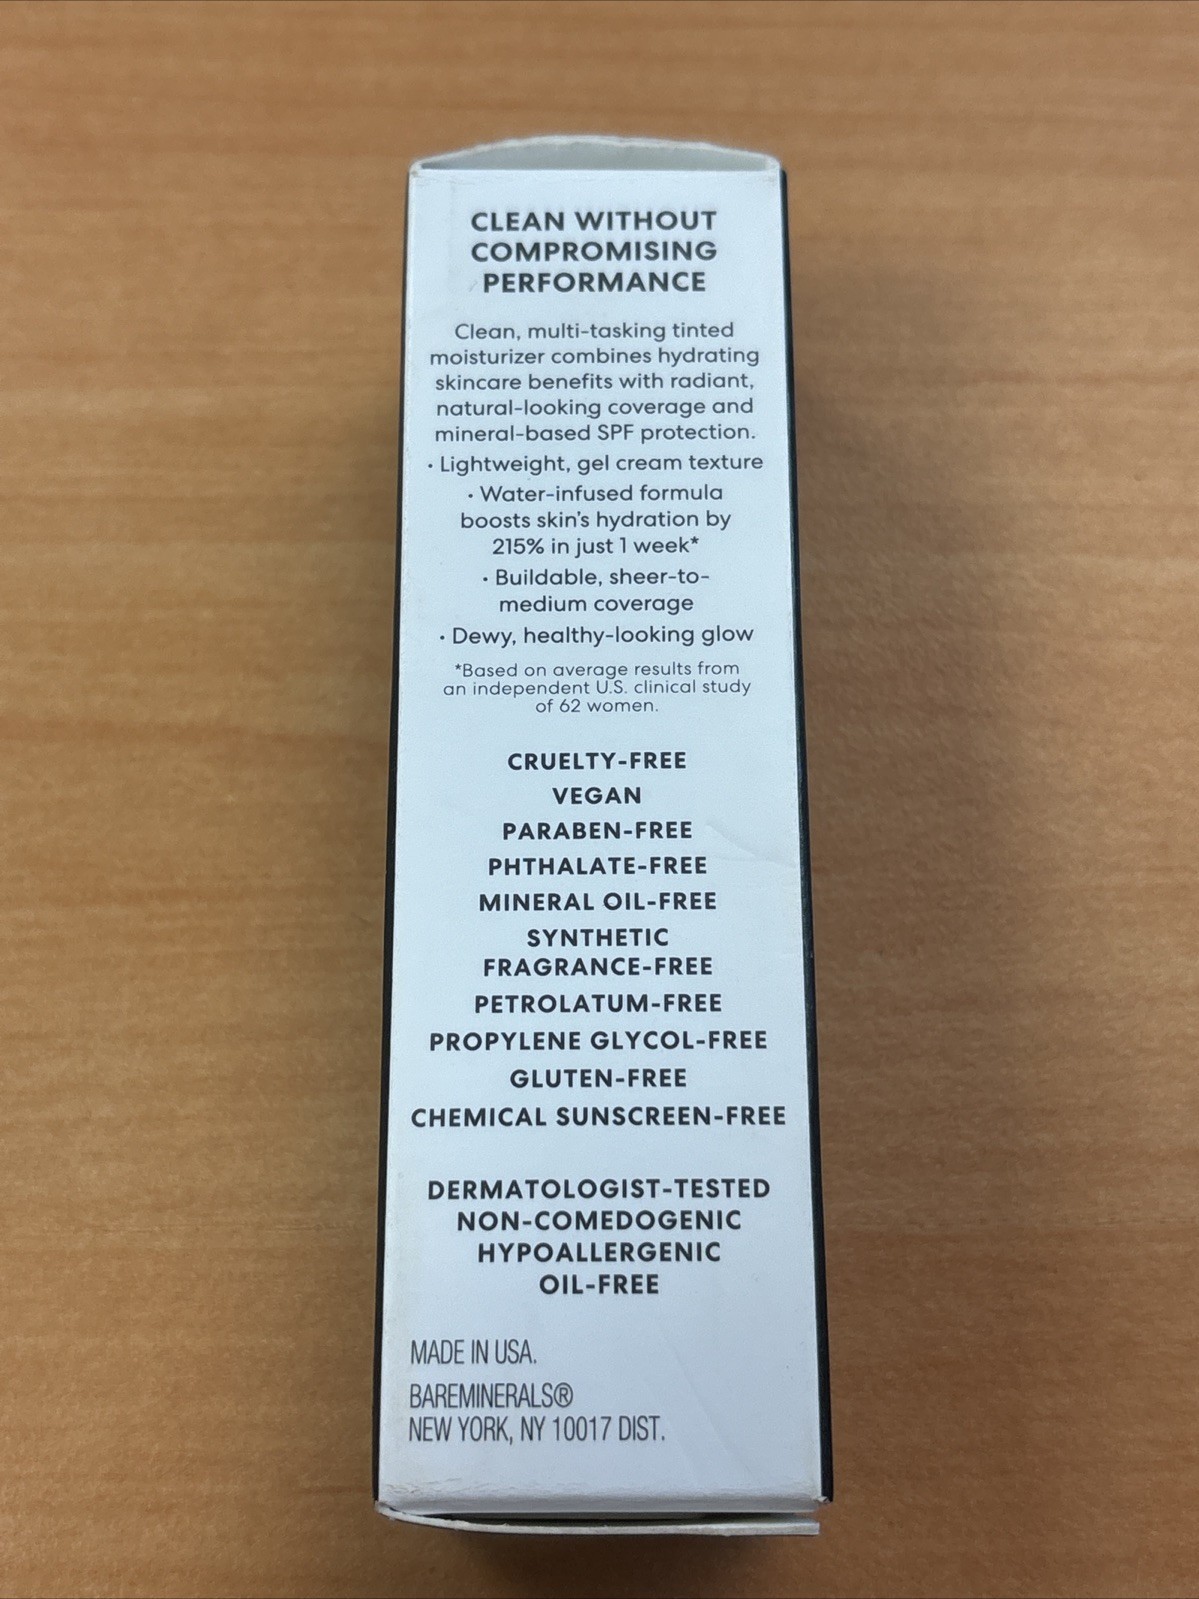 CLEAN WITHOUT
COMPROMISING
PERFORMANCE
Clean, multi-tasking tinted
moisturizer combines hydrating
skincare benefits with radiant,
natural-looking coverage and
mineral-based SPF protection.
• Lightweight, gel cream texture
• Water-infused formula
boosts skin's hydration by
215% in just 1 week*
• Buildable, sheer-to-
medium coverage
• Dewy, healthy-looking glow
*Based on average results from
an independent U.S. clinical study
of 62 women.
CRUELTY-FREE
VEGAN
PARABEN-FREE
PHTHALATE-FREE
MINERAL OIL-FREE
SYNTHETIC
FRAGRANCE-FREE
PETROLATUM-FREE
PROPYLENE GLYCOL-FREE
GLUTEN-FREE
CHEMICAL SUNSCREEN-FREE
DERMATOLOGIST-TESTED
NON-COMEDOGENIC
HYPOALLERGENIC
OIL-FREE
MADE IN USA.
BAREMINERALS®
NEW YORK, NY 10017 DIST.